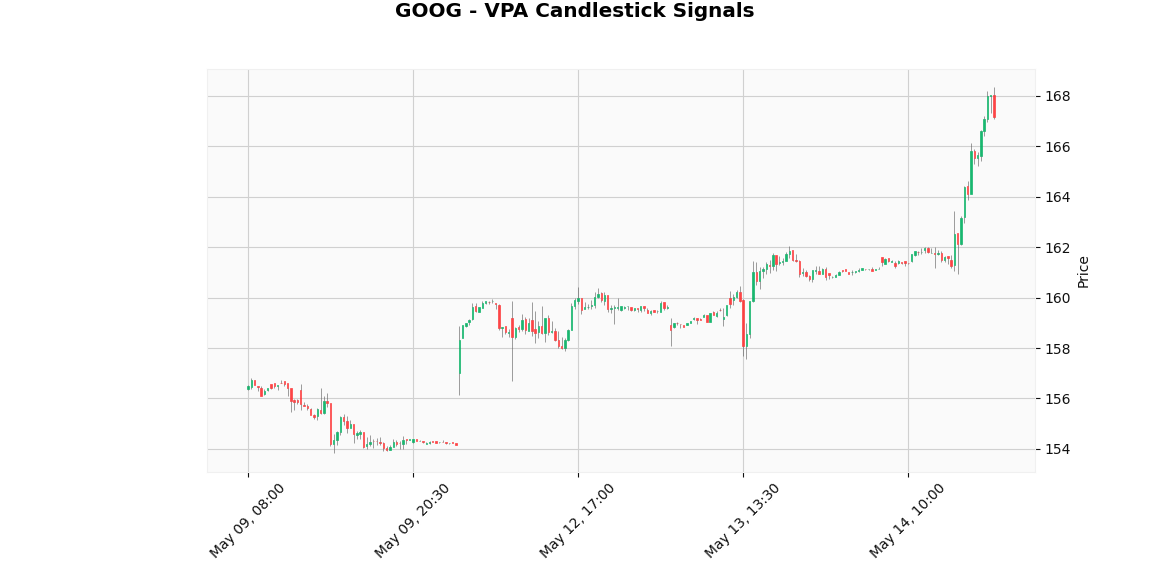 GOOG - VPA Candlestick Signals
168
166
164
162
160
158
156
154
Price
May 09, 08:00
May 09, 20:30
May 12, 17:00
May 13, 13:30
May 14, 10:00